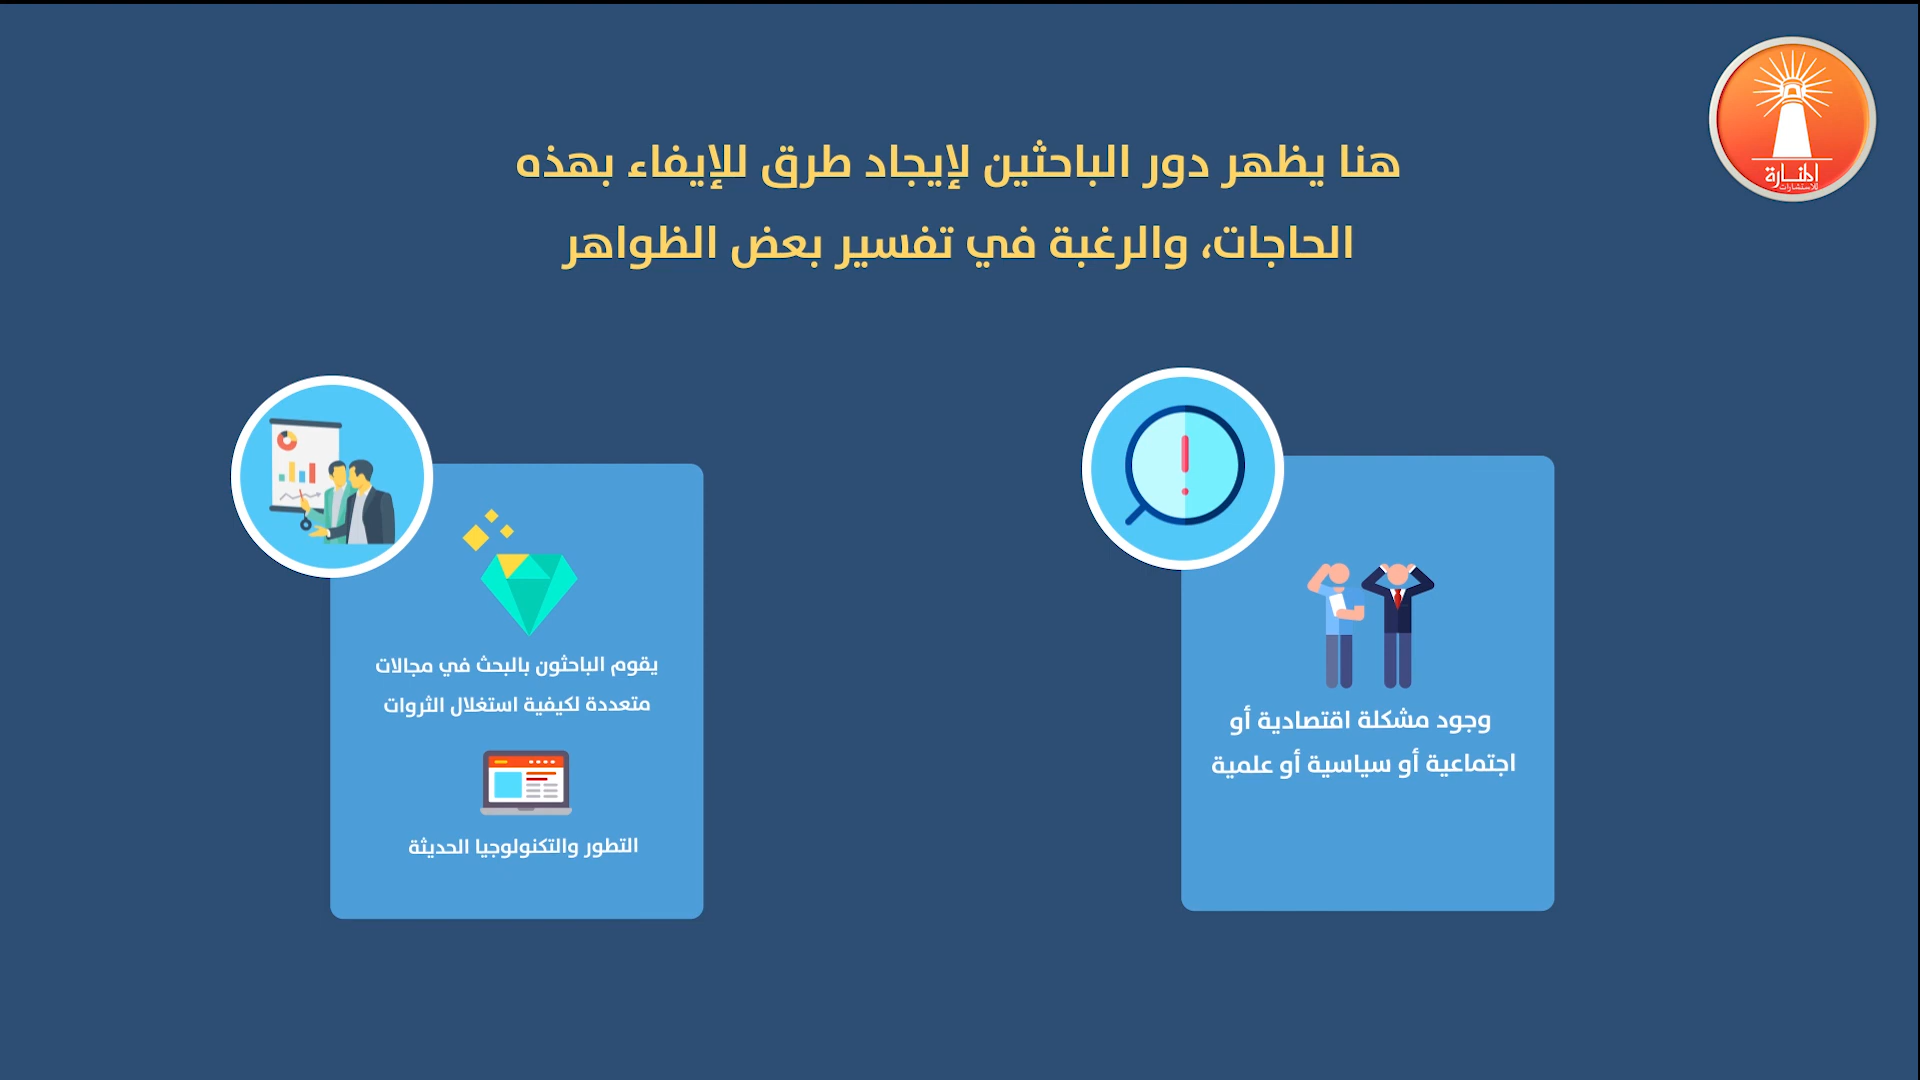 المنارة
للاستشارات
هنا يظهر دور الباحثين لإيجاد طرق للإيفاء بهذه
الحاجات، والرغبة في تفسير بعض الظواهر
وجود مشكلة اقتصادية أو
اجتماعية أو سياسية أو علمية
يقوم الباحثون بالبحث في مجالات
متعددة لكيفية استغلال الثروات
التطور والتكنولوجيا الحديثة